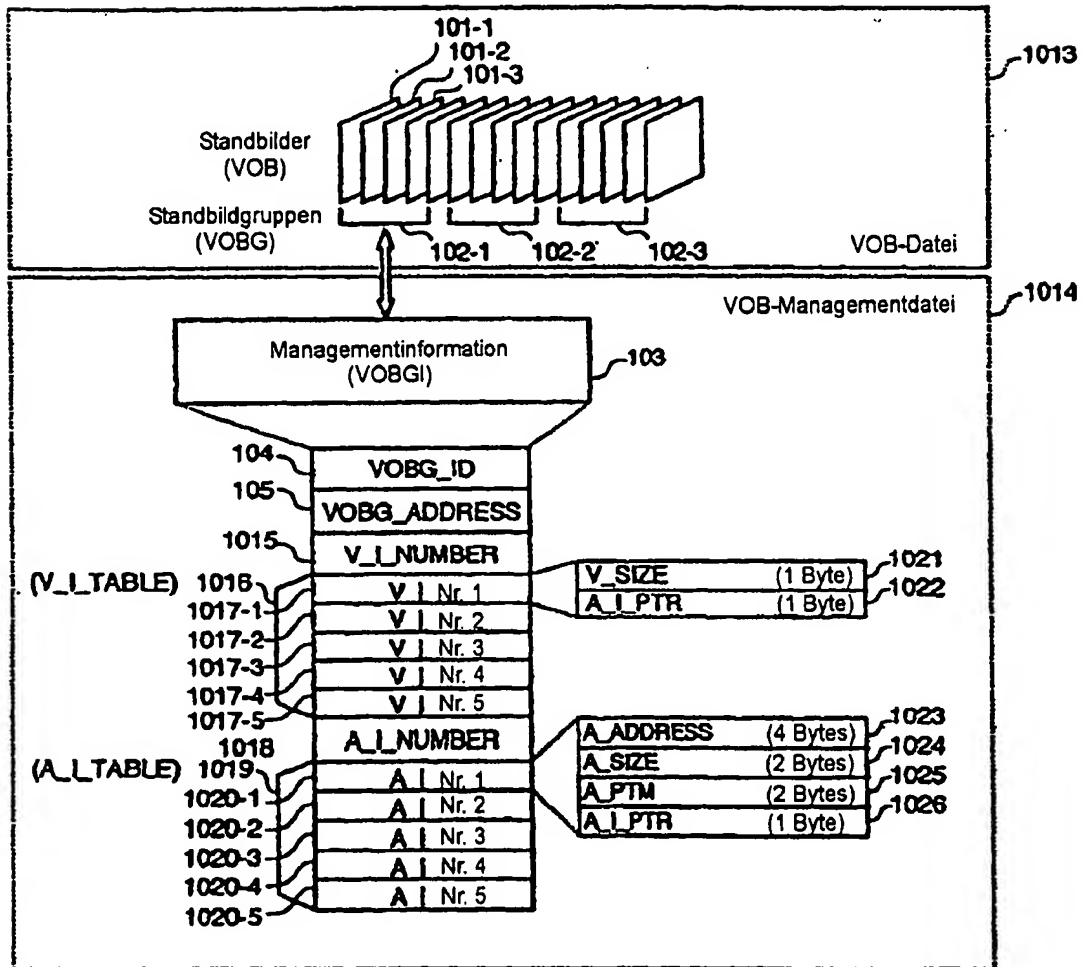 101-1
101-2
101-3
1013
Standbilder
(VOB)
Standbildgruppen
(VOBG)
102-1
102-2
102-3
VOB-Datei
1014
VOB-Managementdatei
Managementinformation
(VOBGI)
103
104
VOBG_ID
105
VOBG_ADDRESS
1015
V_I_NUMBER
(V_I_TABLE)
1016
1017-1
V I Nr. 1
1017-2
V I Nr. 2
1017-3
V I Nr. 3
1017-4
V I Nr. 4
1017-5
V I Nr. 5
V_SIZE (1 Byte)
1021
A_I_PTR (1 Byte)
1022
1018
A_I_NUMBER
(A_I_TABLE)
1019
1020-1
A I Nr. 1
1020-2
A I Nr. 2
1020-3
A I Nr. 3
1020-4
A I Nr. 4
1020-5
A I Nr. 5
A_ADDRESS (4 Bytes)
1023
A_SIZE (2 Bytes)
1024
A_PTM (2 Bytes)
1025
A_I_PTR (1 Byte)
1026